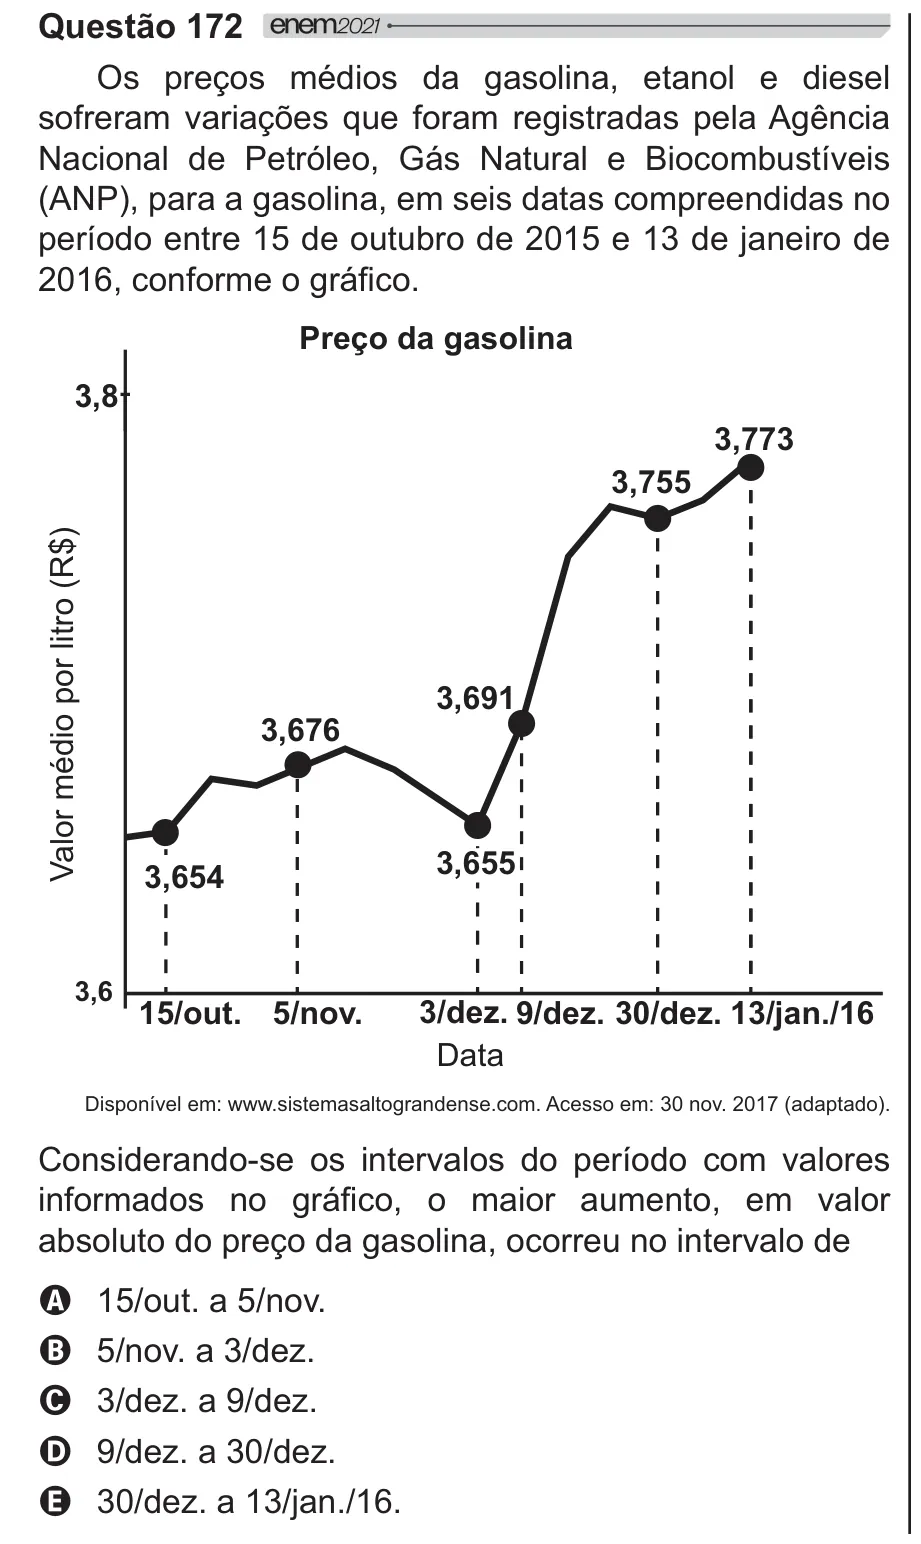 Questão 172 enem2021
Os preços médios da gasolina, etanol e diesel
sofreram variações que foram registradas pela Agência
Nacional de Petróleo, Gás Natural e Biocombustíveis
(ANP), para a gasolina, em seis datas compreendidas no
período entre 15 de outubro de 2015 e 13 de janeiro de
2016, conforme o gráfico.
Preço da gasolina
3,8
3,773
3,755
3,691
3,676
3,655
3,654
Valor médio por litro (R$)
3,6
15/out. 5/nov. 3/dez. 9/dez. 30/dez. 13/jan./16
Data
Disponível em: www.sistemasaltograndense.com. Acesso em: 30 nov. 2017 (adaptado).
Considerando-se os intervalos do período com valores
informados no gráfico, o maior aumento, em valor
absoluto do preço da gasolina, ocorreu no intervalo de
A 15/out. a 5/nov.
B 5/nov. a 3/dez.
C 3/dez. a 9/dez.
D 9/dez. a 30/dez.
E 30/dez. a 13/jan./16.